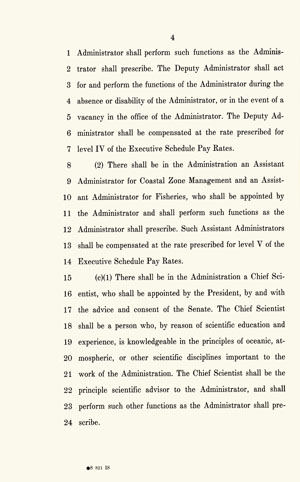 4
1 Administrator shall perform such functions as the Adminis-
2 trator shall prescribe. The Deputy Administrator shall act
3 for and perform the functions of the Administrator during the
4 absence or disability of the Administrator, or in the event of a
5 vacancy in the office of the Administrator. The Deputy Ad-
6 ministrator shall be compensated at the rate prescribed for
7 level IV of the Executive Schedule Pay Rates.
8 (2) There shall be in the Administration an Assistant
9 Administrator for Coastal Zone Management and an Assist-
10 ant Administrator for Fisheries, who shall be appointed by
11 the Administrator and shall perform such functions as the
12 Administrator shall prescribe. Such Assistant Administrators
13 shall be compensated at the rate prescribed for level V of the
14 Executive Schedule Pay Rates.
15 (c)(1) There shall be in the Administration a Chief Sci-
16 entist, who shall be appointed by the President, by and with
17 the advice and consent of the Senate. The Chief Scientist
18 shall be a person who, by reason of scientific education and
19 experience, is knowledgeable in the principles of oceanic, at-
20 mospheric, or other scientific disciplines important to the
21 work of the Administration. The Chief Scientist shall be the
22 principle scientific advisor to the Administrator, and shall
23 perform such other functions as the Administrator shall pre-
24 scribe.
●S 821 IS